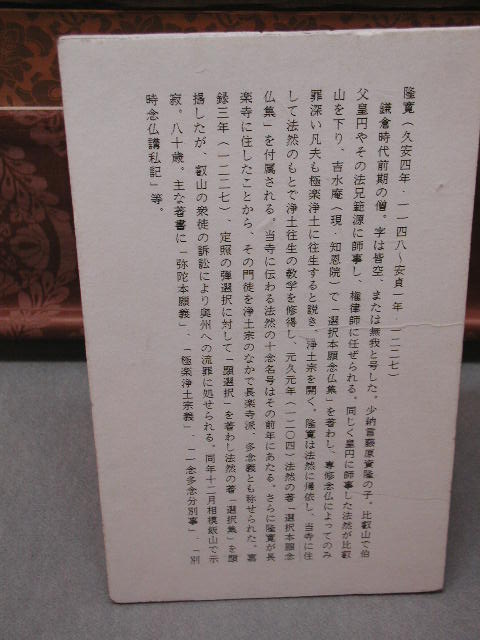 隆寛（久安四年・一一四八～安貞一年・一二二七）
鎌倉時代前期の僧。字は皆空、または無我と号した。少納言藤原資隆の子。比叡山で伯
父皇円やその法兄範源に師事し、権律師に任ぜられる。同じく皇円に師事した法然が比叡
山を下り、吉水庵（現・知恩院）で「選択本願念仏集」を著わし、専修念仏によってのみ
罪深い凡夫も極楽浄土に往生すると説き、浄土宗を開く。隆寛は法然に帰依し、当寺に住
して法然のもとで浄土往生の教学を修得し、元久元年（一二〇四）法然の著「選択本願念
仏集」を付属される。当寺に伝わる法然の十念名号はその前年にあたる。さらに隆寛が長
楽寺に住したことから、その門徒を浄土宗のなかで長楽寺派、多念義とも称せられた。嘉
録三年（一二二七）、定照の弾選択に対して「顕選択」を著わし法然の著「選択集」を顕
揚したが、叡山の衆徒の訴訟により奥州への流罪に処せられる。同年十二月相模飯山で示
寂。八十歳。主な著書に「弥陀本願義」、「極楽浄土宗義」、「一念多念分別事」、「別
時念仏講私記」等。